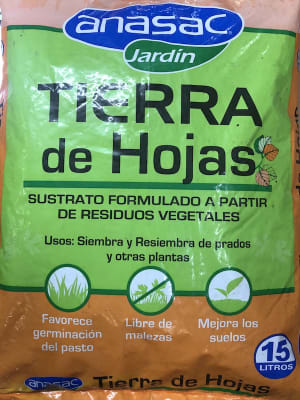 anasac
Jardín
TIERRA
de Hojas
SUSTRATO FORMULADO A PARTIR
DE RESIDUOS VEGETALES
Usos: Siembra y Resiembra de prados
y otras plantas
Favorece
germinación
del pasto
Libre de
malezas
Mejora los
suelos
15
LITROS
anasac
Jardín
Tierra de Hojas